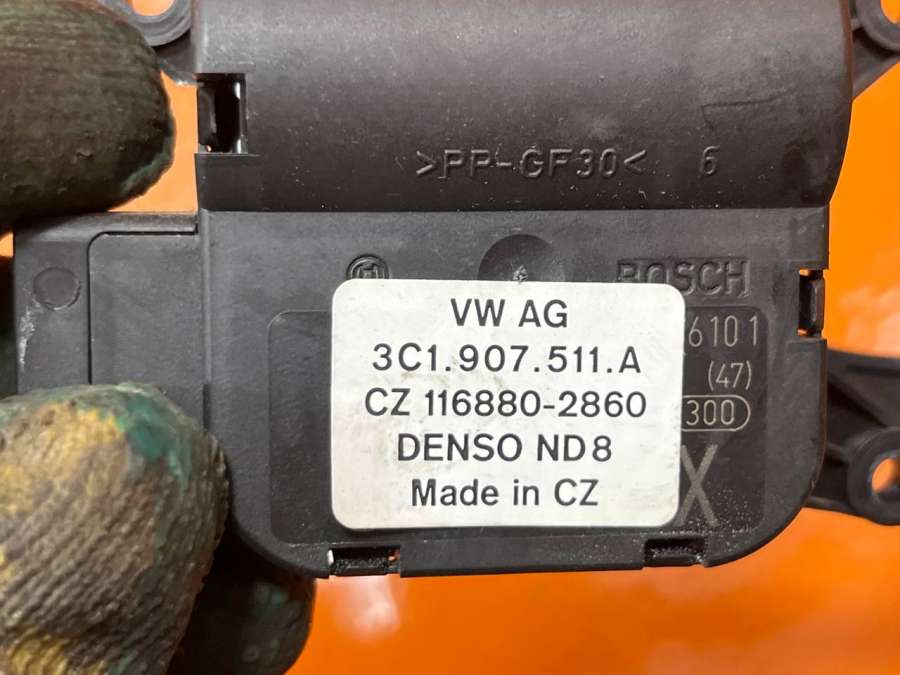 >PP-GF30< 6
BOSCH
VW AG
3C1.907.511.A
CZ 116880-2860
DENSO ND8
Made in CZ
6101
(47)
300
X